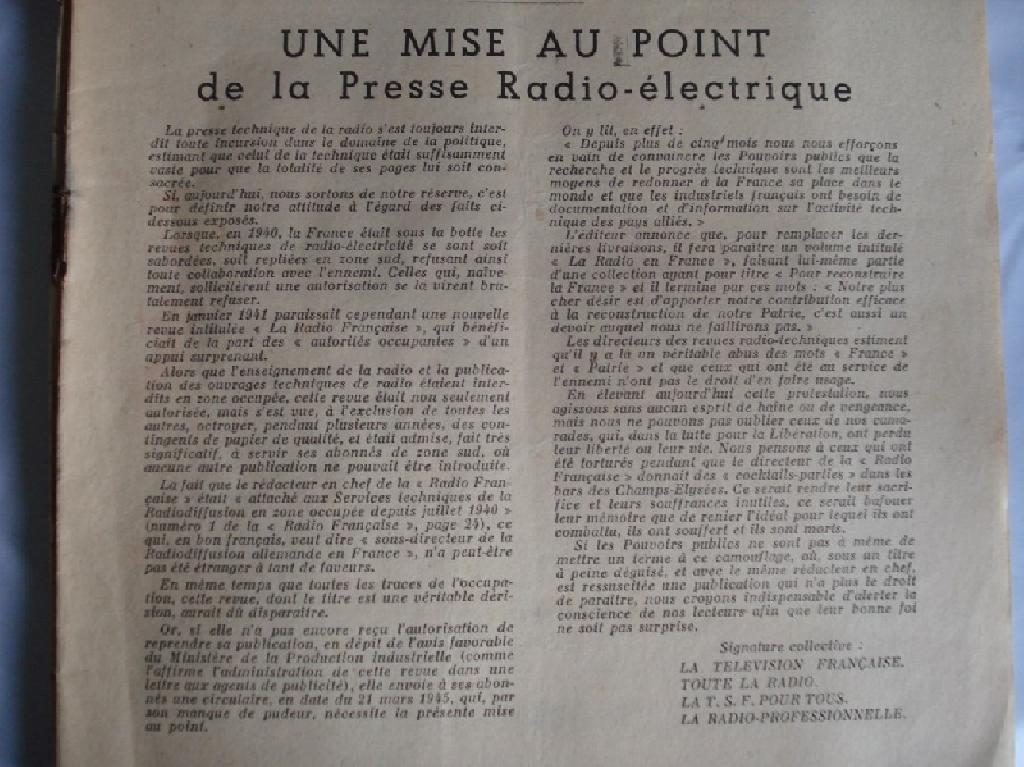 UNE MISE AU POINT
de la Presse Radio-électrique
La presse technique de la radio s'est toujours inter-
dit toute incursion dans le domaine de la politique,
estimant que celui de la technique était suffisamment
vaste pour que la totalité de ses pages lui soit con-
sacrée.
Si, aujourd'hui, nous sortons de notre réserve, c'est
pour définir notre attitude à l'égard des faits ci-
dessous exposés.
Lorsque, en 1940, la France était sous la botte les
revues techniques de radio-électricité se sont soit
sabordées, soit repliées en zone sud, refusant ainsi
toute collaboration avec l'ennemi. Celles qui, naïve-
ment, sollicitèrent une autorisation se la virent bru-
talement refuser.
En janvier 1941 paraissait cependant une nouvelle
revue intitulée « La Radio Française », qui bénéfi-
ciait de la part des « autorités occupantes » d'un
appui surprenant.
Alors que l'enseignement de la radio et la publica-
tion des ouvrages techniques de radio étaient inter-
dits en zone occupée, cette revue était non seulement
autorisée, mais s'est vue, à l'exclusion de toutes les
autres, octroyer, pendant plusieurs années, des con-
tingents de papier de qualité, et était admise, fait très
significatif, à servir ses abonnés de zone sud, où
aucune autre publication ne pouvait être introduite.
La fait que le rédacteur en chef de la « Radio Fran-
çaise » était « attaché aux Services techniques de la
Radiodiffusion en zone occupée depuis juillet 1940 »
(numéro 1 de la « Radio Française », page 24), ce
qui, en bon français, veut dire « sous-directeur de la
Radiodiffusion allemande en France », n'a peut-être
pas été étranger à tant de faveurs.
En même temps que toutes les traces de l'occupa-
tion, cette revue, dont le titre est une véritable déri-
sion, aurait dû disparaître.
Or, si elle n'a pas encore reçu l'autorisation de
reprendre sa publication, en dépit de l'avis favorable
du Ministère de la Production industrielle (comme
l'affirme l'administration de cette revue dans une
lettre aux agents de publicité), elle envoie à ses abon-
nés une circulaire, en date du 21 mars 1945, qui, par
son manque de pudeur, nécessite la présente mise
au point.
On y lit, en effet :
« Depuis plus de cinq mois nous nous efforçons
en vain de convaincre les Pouvoirs publics que la
recherche et le progrès technique sont les meilleurs
moyens de redonner à la France sa place dans le
monde et que les industriels français ont besoin de
documentation et d'information sur l'activité tech-
nique des pays alliés. »
L'éditeur annonce que, pour remplacer les der-
nières livraisons, il fera paraître un volume intitulé
« La Radio en France », faisant lui-même partie
d'une collection ayant pour titre « Pour reconstruire
la France » et il termine par ces mots : « Notre plus
cher désir est d'apporter notre contribution efficace
à la reconstruction de notre Patrie, c'est aussi un
devoir auquel nous ne faillirons pas. »
Les directeurs des revues radio-techniques estiment
qu'il y a là un véritable abus des mots « France »
et « Patrie » et que ceux qui ont été au service de
l'ennemi n'ont pas le droit d'en faire usage.
En élevant aujourd'hui cette protestation, nous
agissons sans aucun esprit de haine ou de vengeance,
mais nous ne pouvons pas oublier ceux de nos cama-
rades, qui, dans la lutte pour la Libération, ont perdu
leur liberté ou leur vie. Nous pensons à ceux qui ont
été torturés pendant que le directeur de la « Radio
Française » donnait des « cocktails-parties » dans les
bars des Champs-Elysées. Ce serait rendre leur sacri-
fice et leurs souffrances inutiles, ce serait bafouer
leur mémoire que de renier l'idéal pour lequel ils ont
combattu, ils ont souffert et ils sont morts.
Si les Pouvoirs publics ne sont pas à même de
mettre un terme à ce camouflage, où, sous un titre
à peine déguisé, et avec le même rédacteur en chef,
est ressuscitée une publication qui n'a plus le droit
de paraître, nous croyons indispensable d'alerter la
conscience de nos lecteurs afin que leur bonne foi
ne soit pas surprise.
Signature collective :
LA TELEVISION FRANÇAISE.
TOUTE LA RADIO.
LA T. S. F. POUR TOUS.
LA RADIO-PROFESSIONNELLE.